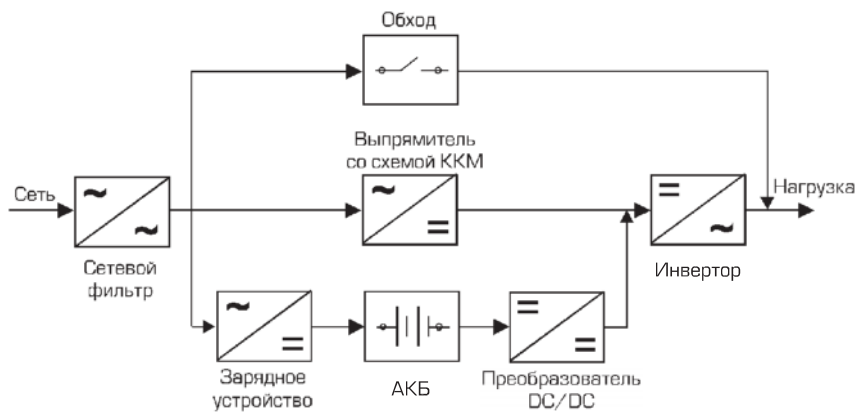 Обход
Выпрямитель
со схемой ККМ
Сеть
Нагрузка
Сетевой
фильтр
Инвертор
Зарядное
устройство
АКБ
Преобразователь
DC/DC